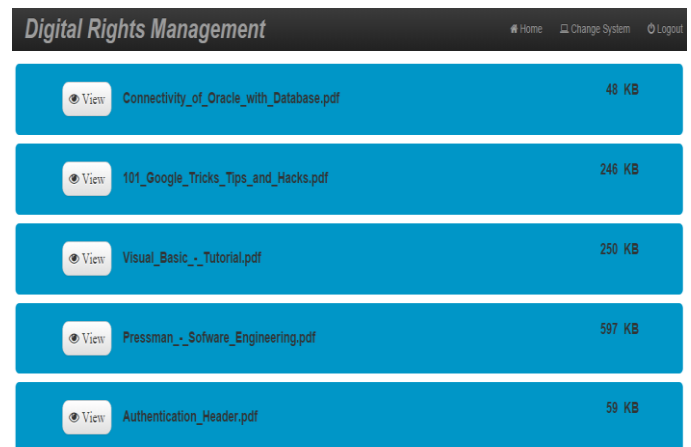 Digital Rights Management Home Change System Logout
View Connectivity_of_Oracle_with_Database.pdf 48 KB
View 101_Google_Tricks_Tips_and_Hacks.pdf 246 KB
View Visual_Basic_-_Tutorial.pdf 250 KB
View Pressman_-_Sofware_Engineering.pdf 597 KB
View Authentication_Header.pdf 59 KB